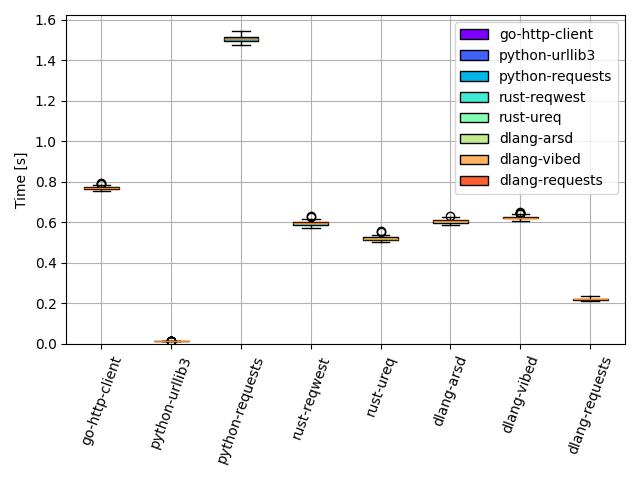 1.6
1.4
1.2
1.0
0.8
0.6
0.4
0.2
0.0
Time [s]
go-http-client
python-urllib3
python-requests
rust-reqwest
rust-ureq
dlang-arsd
dlang-vibed
dlang-requests
go-http-client
python-urllib3
python-requests
rust-reqwest
rust-ureq
dlang-arsd
dlang-vibed
dlang-requests